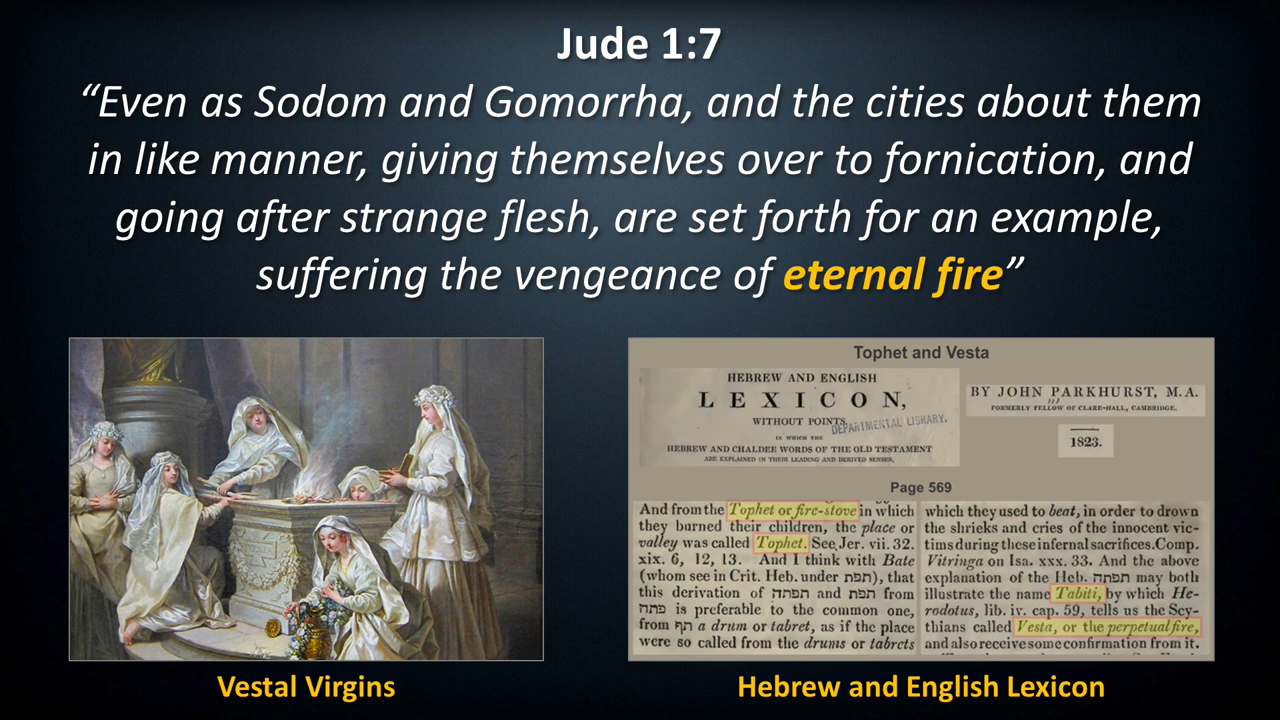 Jude 1:7
“Even as Sodom and Gomorrha, and the cities about them
in like manner, giving themselves over to fornication, and
going after strange flesh, are set forth for an example,
suffering the vengeance of eternal fire”
VESTA
Vestal Virgins
Tophet and Vesta
HEBREW AND ENGLISH
LEXICON,
WITHOUT POINTS
DEPARTMENTAL LIBRARY.
IN WHICH THE
HEBREW AND CHALDEE WORDS OF THE OLD TESTAMENT
ARE EXPLAINED IN THEIR LEADING AND DERIVED SENSES,
BY JOHN PARKHURST, M.A.
FORMERLY FELLOW OF CLARE-HALL, CAMBRIDGE.
1823.
Page 569
And from the Tophet or fire-stove in which
they burned their children, the place or
valley was called Tophet. See Jer. vii. 32.
xix. 6, 12, 13. And I think with Bate
(whom see in Crit. Heb. under תפת), that
this derivation of תפתה and תפת from
פתה is preferable to the common one,
from תף a drum or tabret, as if the place
were so called from the drums or tabrets
which they used to beat, in order to drown
the shrieks and cries of the innocent vic-
tims during these infernal sacrifices. Comp.
Vitringa on Isa. xxx. 33. And the above
explanation of the Heb. תפתה may both
illustrate the name Tabiti, by which He-
rodotus, lib. iv. cap. 59, tells us the Scy-
thians called Vesta, or the perpetual fire,
and also receive some confirmation from it.
Hebrew and English Lexicon